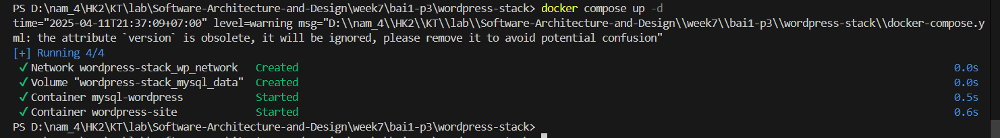 PS D:\nam_4\HK2\KT\lab\Software-Architecture-and-Design\week7\bai1-p3\wordpress-stack> docker compose up -d
time="2025-04-11T21:37:09+07:00" level=warning msg="D:\\nam_4\\HK2\\KT\\lab\\Software-Architecture-and-Design\\week7\\bai1-p3\\wordpress-stack\\docker-compose.y
ml: the attribute `version` is obsolete, it will be ignored, please remove it to avoid potential confusion"
[+] Running 4/4
✔ Network wordpress-stack_wp_network Created 0.0s
✔ Volume "wordpress-stack_mysql_data" Created 0.0s
✔ Container mysql-wordpress Started 0.5s
✔ Container wordpress-site Started 0.6s
PS D:\nam_4\HK2\KT\lab\Software-Architecture-and-Design\week7\bai1-p3\wordpress-stack>